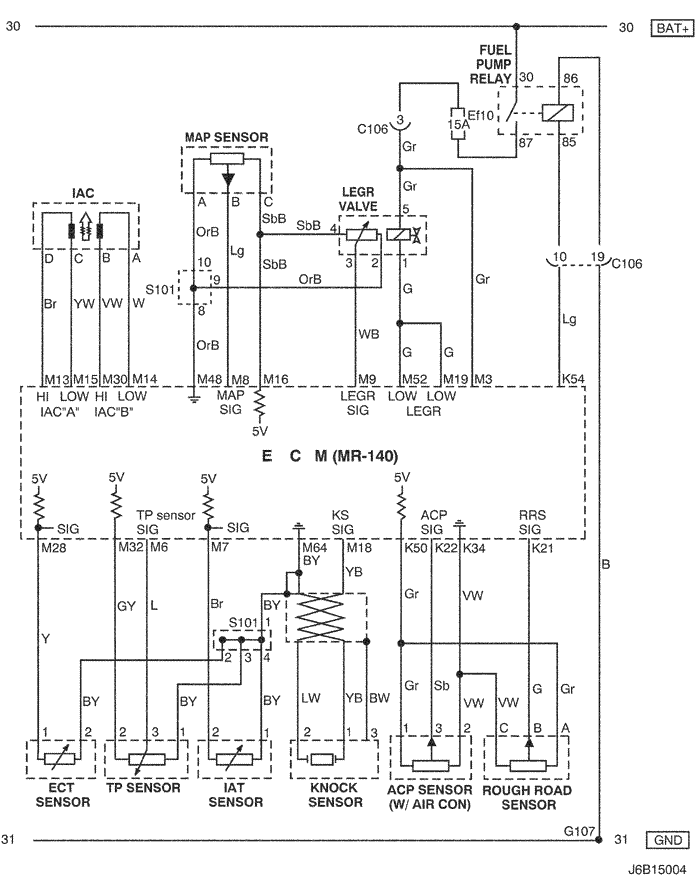 30
30 BAT+
FUEL
PUMP
RELAY
30 86
Ef10
15A
87 85
C106
3
Gr
MAP SENSOR
A B C
IAC
D C B A
LEGR
VALVE
Gr
5
SbB
SbB
4
3 2 1
OrB
Lg
SbB
10
9
S101
8
OrB
OrB
10 19 C106
Br YW VW W
WB
G
Gr
Lg
G G
M13 M15 M30 M14 M48 M8 M16 M9 M52 M19 M3 K54
HI LOW HI LOW
IAC"A" IAC"B"
MAP
SIG
5V
LEGR
SIG
LOW LOW
LEGR
E C M (MR-140)
5V 5V 5V 5V
SIG
TP sensor
SIG
SIG
KS
SIG
ACP
SIG
RRS
SIG
M28 M32 M6 M7 M64 M18 K50 K22 K34 K21
BY
YB
B
Gr
VW
GY L
Br
BY
S101
1
2 3 4
Y
BY BY BY
LW YB BW
Gr Sb VW VW G Gr
1 2 2 3 1 2 1 2 1 3 1 3 2 C B A
ECT
SENSOR
TP SENSOR
IAT
SENSOR
KNOCK
SENSOR
ACP SENSOR
(W/ AIR CON)
ROUGH ROAD
SENSOR
G107
31
31 GND
J6B15004